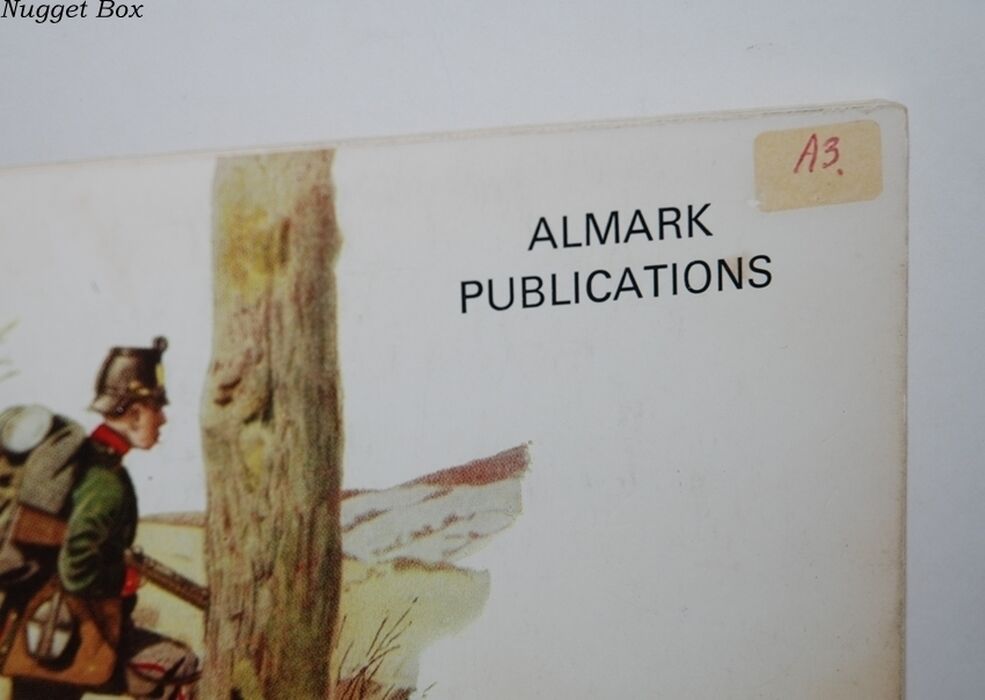 Nugget Box
A3.
ALMARK
PUBLICATIONS